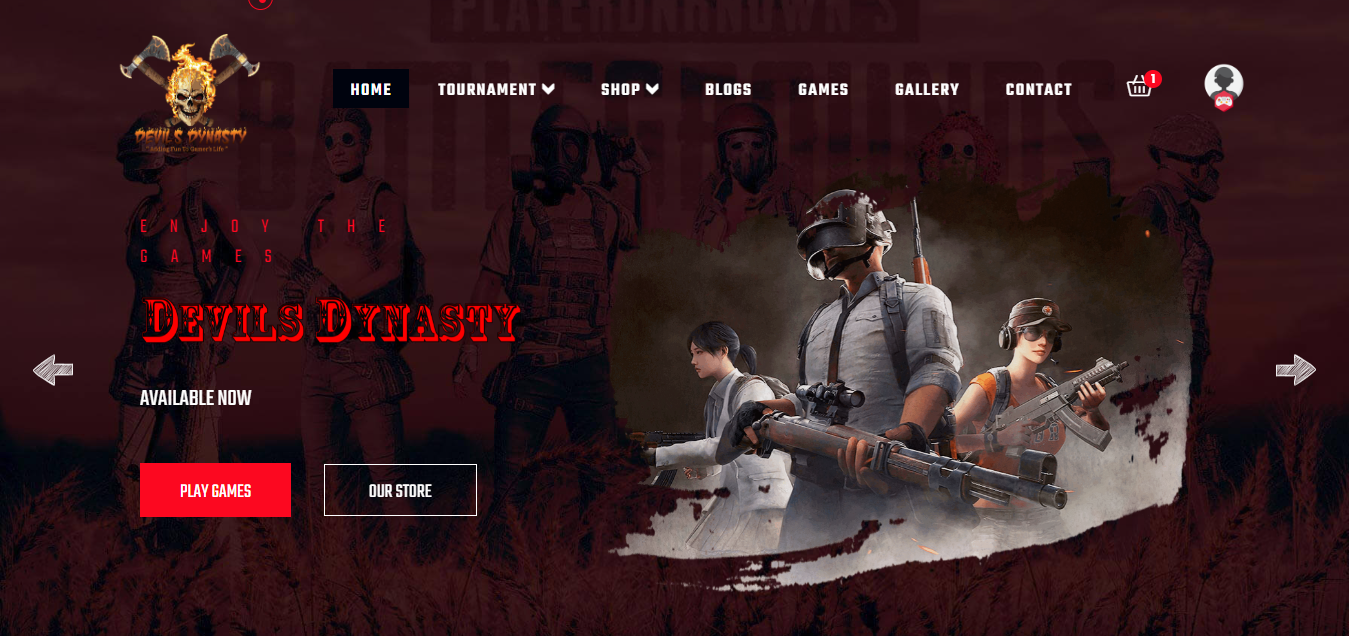 PLAYERUNKNOWN'S
BATTLEGROUNDS
DEVILS DYNASTY
"Adding Fun To Gamer's Life"
HOME
TOURNAMENT
SHOP
BLOGS
GAMES
GALLERY
CONTACT
1
ENJOY THE
GAMES
DEVILS DYNASTY
AVAILABLE NOW
PLAY GAMES
OUR STORE